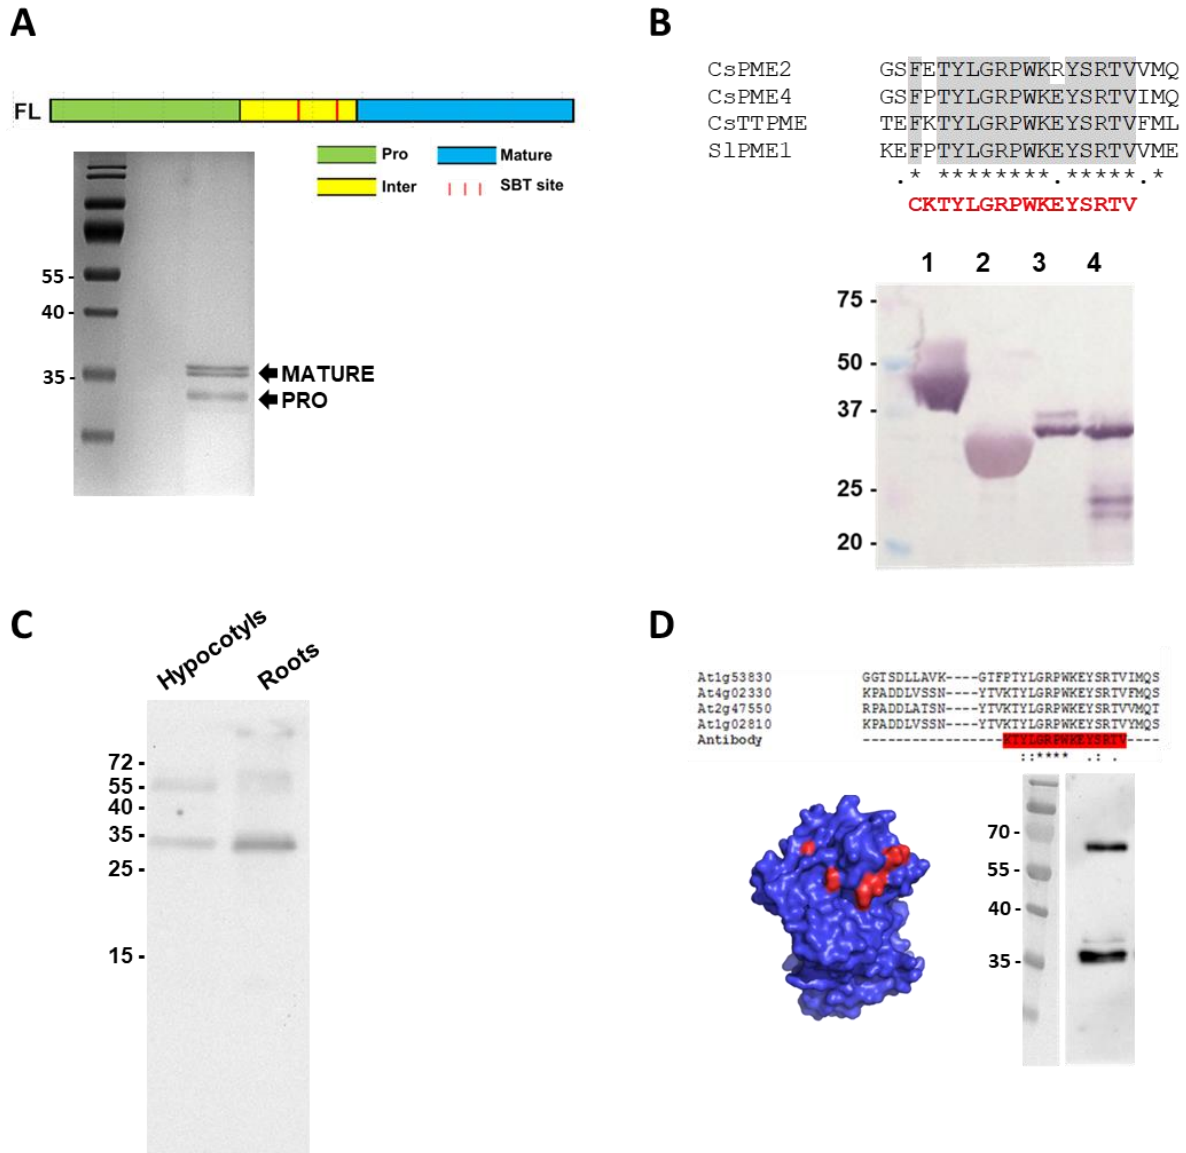 A
FL
Pro
Mature
Inter
SBT site
55 -
40 -
35 -
MATURE
PRO
B
CsPME2 GSFETYLGRPWKRYSRTVVMQ
CsPME4 GSFPTYLGRPWKEYSRTVIMQ
CsTTPME TEFKTYLGRPWKEYSRTVFML
SlPME1 KEFPTYLGRPWKEYSRTVVME
.* *********.*****.*
CKTYLGRPWKEYSRTV
1 2 3 4
75 -
50 -
37 -
25 -
20 -
C
Hypocotyls
Roots
72 -
55 -
40 -
35 -
25 -
15 -
D
At1g53830 GGTSDLLAVK----GTFPTYLGRPWKEYSRTVIMQS
At4g02330 KPADDLVSSN----YTVKTYLGRPWKEYSRTVFMQS
At2g47550 RPADDLATSN----YTVKTYLGRPWKEYSRTVVMQT
At1g02810 KPADDLVSSN----YTVKTYLGRPWKEYSRTVYMQS
Antibody ------------------KTYLGRPWKEYSRTV----
::**** .: .
70 -
55 -
40 -
35 -